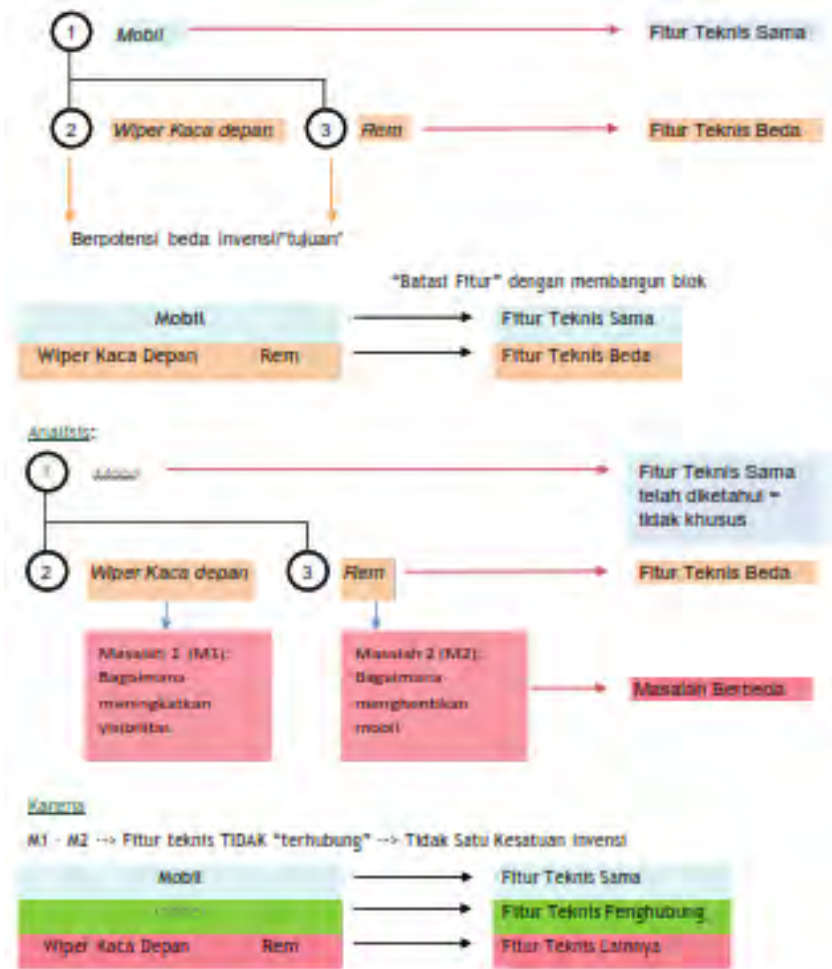 1 Mobil Fitur Teknis Sama
2 Wiper Kaca depan 3 Rem Fitur Teknis Beda
Berpotensi beda invensi/"tujuan"
"Batasi Fitur" dengan membangun blok
Mobil Fitur Teknis Sama
Wiper Kaca Depan Rem Fitur Teknis Beda
Analisis:
1 Mobil Fitur Teknis Sama
telah diketahui =
tidak khusus
2 Wiper Kaca depan 3 Rem Fitur Teknis Beda
Masalah 1 (M1):
Bagaimana
meningkatkan
visibilitas
Masalah 2 (M2):
Bagaimana
menghentikan
mobil
Masalah Berbeda
Karena
M1 - M2 --> Fitur teknis TIDAK "terhubung" --> Tidak Satu Kesatuan Invensi
Mobil Fitur Teknis Sama
Fitur Teknis Penghubung
Wiper Kaca Depan Rem Fitur Teknis Lainnya